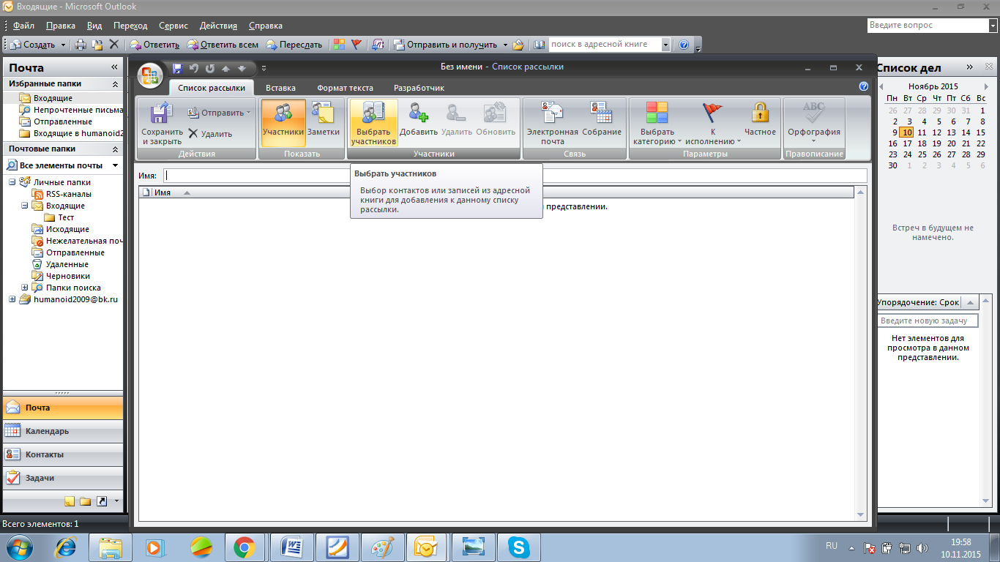 Входящие - Microsoft Outlook
Файл Правка Вид Переход Сервис Действия Справка
Введите вопрос
Создать Ответить Ответить всем Переслать Отправить и получить поиск в адресной книге
Почта
Избранные папки
Входящие
Непрочтенные письма
Отправленные
Входящие в humanoid2
Почтовые папки
Все элементы почты
Личные папки
RSS-каналы
Входящие
Тест
Исходящие
Нежелательная поч
Отправленные
Удаленные
Черновики
Папки поиска
humanoid2009@bk.ru
Почта
Календарь
Контакты
Задачи
Всего элементов: 1
Без имени - Список рассылки
Список рассылки Вставка Формат текста Разработчик
Сохранить и закрыть
Отправить
Удалить
Действия
Участники Заметки
Показать
Выбрать участников
Добавить Удалить Обновить
Участники
Электронная почта
Собрание
Связь
Выбрать категорию
К исполнению
Частное
Параметры
ABC
Орфография
Правописание
Имя:
Имя
Выбрать участников
Выбор контактов или записей из адресной
книги для добавления к данному списку
рассылки.
представлении.
Список дел
Ноябрь 2015
Пн Вт Ср Чт Пт Сб Вс
26 27 28 29 30 31 1
2 3 4 5 6 7 8
9 10 11 12 13 14 15
16 17 18 19 20 21 22
23 24 25 26 27 28 29
30 1 2 3 4 5 6
Встреч в будущем не
намечено.
Упорядочение: Срок
Введите новую задачу
Нет элементов для
просмотра в данном
представлении.
RU
19:58
10.11.2015